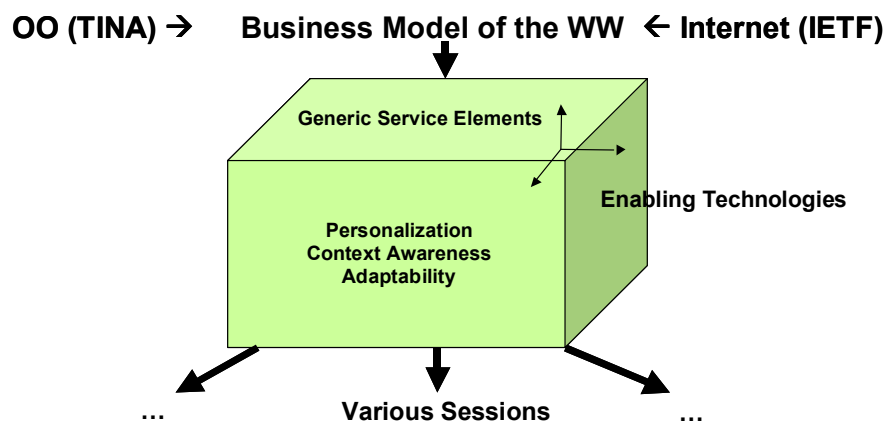 OO (TINA) → Business Model of the WW ← Internet (IETF)
Generic Service Elements
Enabling Technologies
Personalization
Context Awareness
Adaptability
... Various Sessions ...